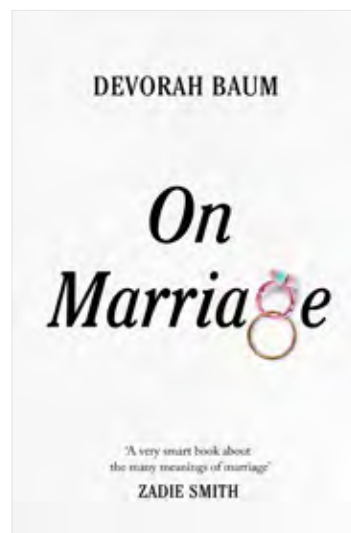 DEVORAH BAUM
On
Marriage
'A very smart book about
the many meanings of marriage'
ZADIE SMITH